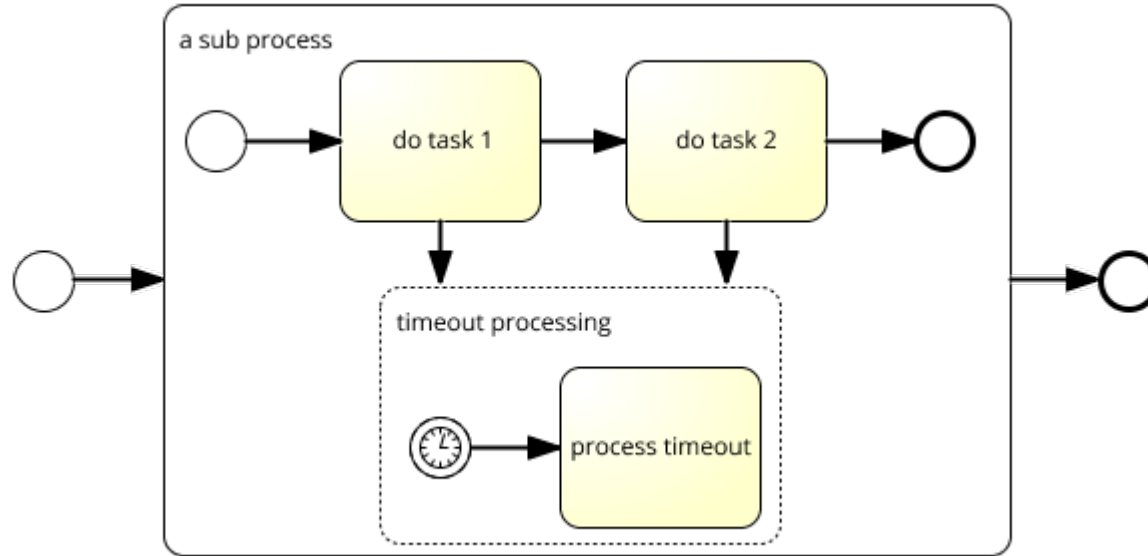 a sub process
do task 1
do task 2
timeout processing
process timeout